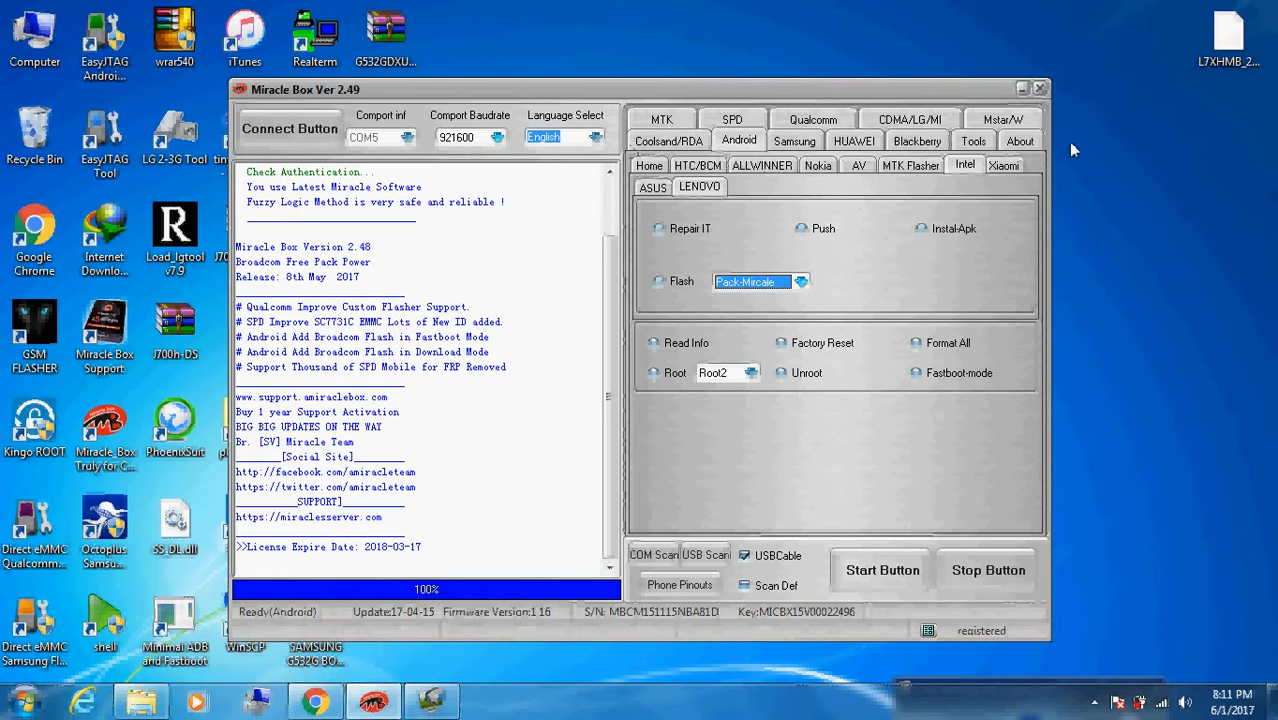 Computer
EasyJTAG
Androi...
wrar540
iTunes
Realterm
G532GDXU...
L7XHMB_2...
Recycle Bin
EasyJTAG
Tool
LG 2-3G Tool
Google
Chrome
Internet
Downlo...
Load_lgtool
v7.9
GSM
FLASHER
Miracle Box
Support
J700h-DS
Kingo ROOT
Miracle_Box
Truly for C...
PhoenixSuit
Direct eMMC
Qualcomm...
Octoplus
Samsu...
SS_DL.dll
Direct eMMC
Samsung Fl...
shell
Minimal ADB
and Fastboot
WinSCP
SAMSUNG
G532G BO...
Miracle Box Ver 2.49
Connect Button
Comport inf
Comport Baudrate
Language Select
COM5
921600
English
Check Authentication...
You use Latest Miracle Software
Fuzzy Logic Method is very safe and reliable !
Miracle Box Version 2.48
Broadcom Free Pack Power
Release: 8th May 2017
# Qualcomm Improve Custom Flasher Support.
# SPD Improve SC7731C EMMC Lots of New ID added.
# Android Add Broadcom Flash in Fastboot Mode
# Android Add Broadcom Flash in Download Mode
# Support Thousand of SPD Mobile for FRP Removed
www.support.amiraclebox.com
Buy 1 year Support Activation
BIG BIG UPDATES ON THE WAY
Br. [SV] Miracle Team
_______[Social Site]________
http://facebook.com/amiracleteam
https://twitter.com/amiracleteam
__________SUPPORT]__________
https://miraclesserver.com
>>License Expire Date: 2018-03-17
100%
MTK
SPD
Qualcomm
CDMA/LG/MI
Mstar/W
Coolsand/RDA
Android
Samsung
HUAWEI
Blackberry
Tools
About
Home
HTC/BCM
ALLWINNER
Nokia
AV
MTK Flasher
Intel
Xiaomi
ASUS
LENOVO
Repair IT
Push
Instal-Apk
Flash
Pack-Mircale
Read Info
Factory Reset
Format All
Root
Root2
Unroot
Fastboot-mode
COM Scan
USB Scan
USBCable
Phone Pinouts
Scan Def
Start Button
Stop Button
Ready(Android)
Update:17-04-15
Firmware Version:1 16
S/N: MBCM151115NBA81D
Key:MICBX15V00022496
registered
8:11 PM
6/1/2017